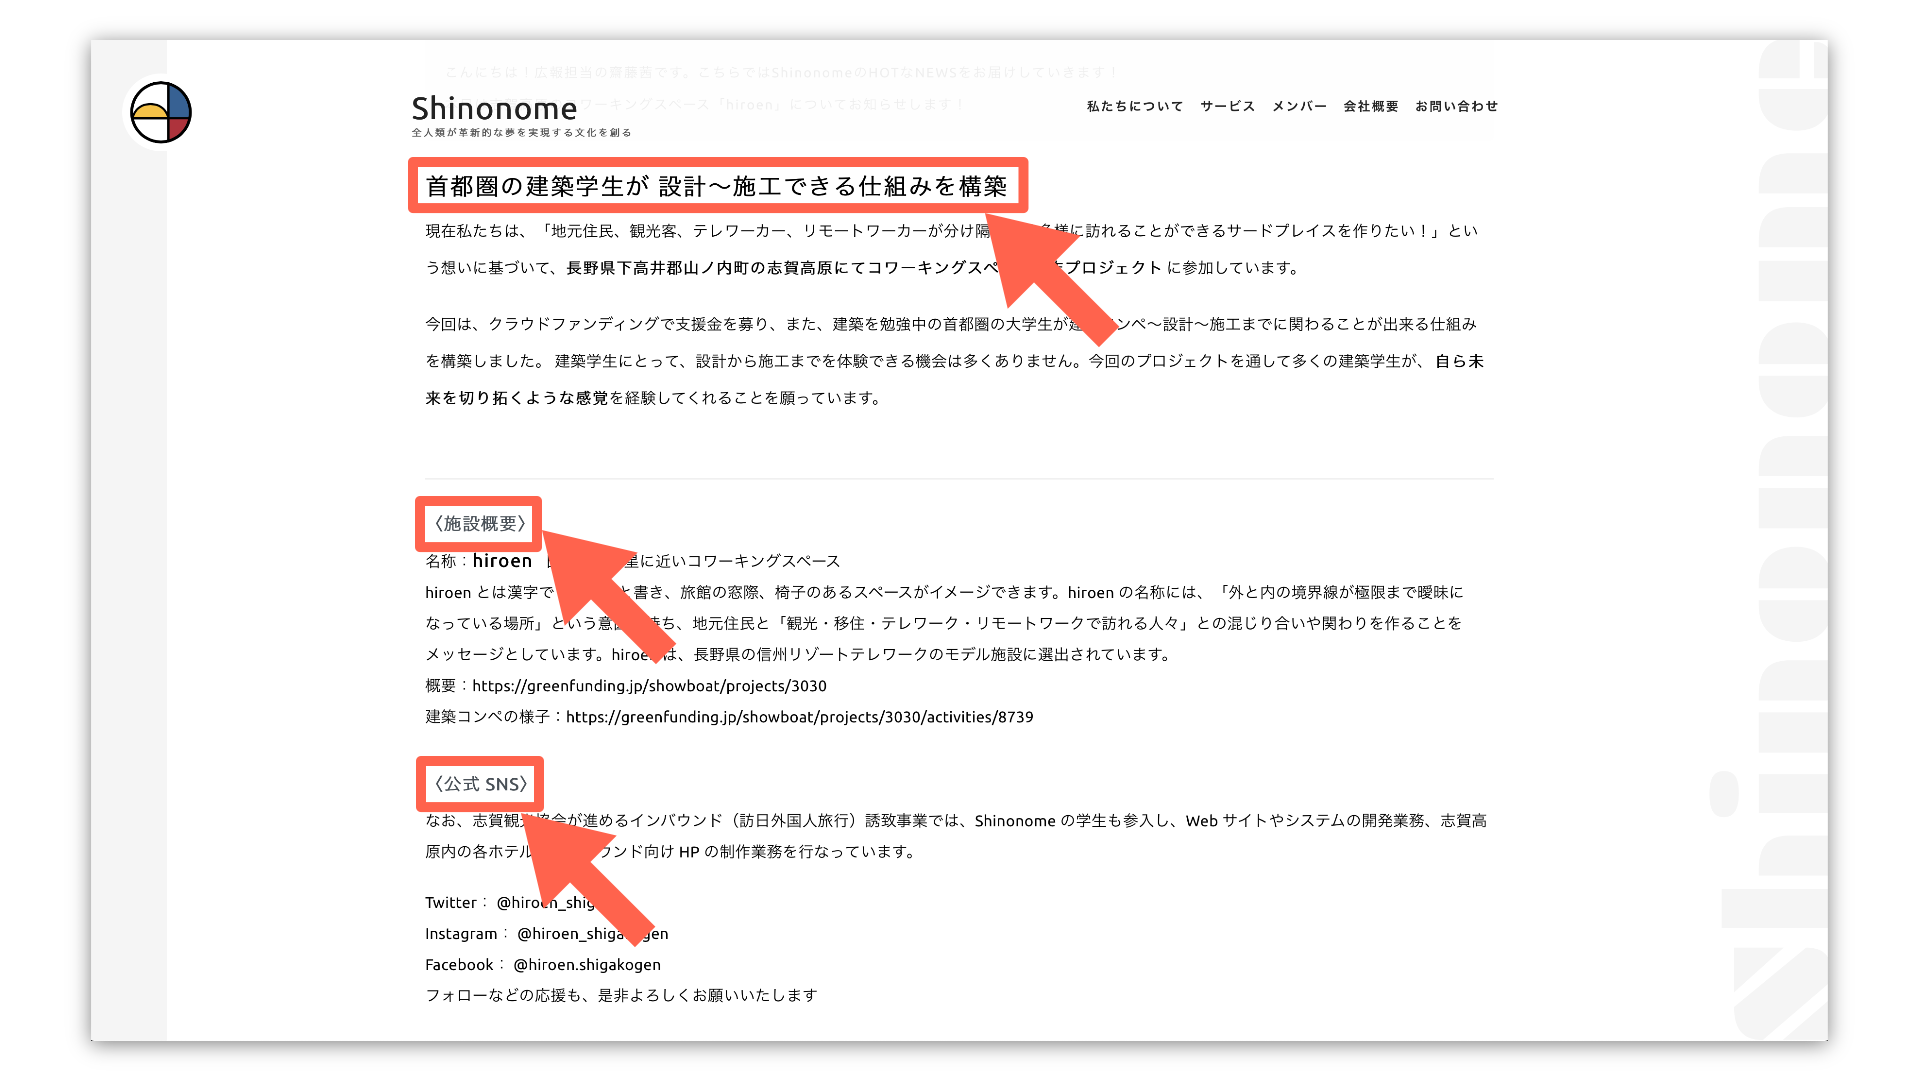 こんにちは！広報担当の齋藤茜です。こちらではShinonomeのHOTなNEWSをお届けしていきます！
ワーキングスペース「hiroen」についてお知らせします！
Shinonome
全人類が革新的な夢を実現する文化を創る
私たちについて サービス メンバー 会社概要 お問い合わせ
首都圏の建築学生が 設計〜施工できる仕組みを構築
現在私たちは、「地元住民、観光客、テレワーカー、リモートワーカーが分け隔 多様に訪れることができるサードプレイスを作りたい！」とい
う想いに基づいて、長野県下高井郡山ノ内町の志賀高原にてコワーキングスペ プロジェクト に参加しています。
今回は、クラウドファンディングで支援金を募り、また、建築を勉強中の首都圏の大学生が建 ンペ〜設計〜施工までに関わることが出来る仕組み
を構築しました。 建築学生にとって、設計から施工までを体験できる機会は多くありません。今回のプロジェクトを通して多くの建築学生が、 自ら未
来を切り拓くような感覚を経験してくれることを願っています。
〈施設概要〉
名称：hiroen 星に近いコワーキングスペース
hiroen とは漢字で と書き、旅館の窓際、椅子のあるスペースがイメージできます。hiroen の名称には、「外と内の境界線が極限まで曖昧に
なっている場所」という意 持ち、地元住民と「観光・移住・テレワーク・リモートワークで訪れる人々」との混じり合いや関わりを作ることを
メッセージとしています。hiroen は、長野県の信州リゾートテレワークのモデル施設に選出されています。
概要：https://greenfunding.jp/showboat/projects/3030
建築コンペの様子：https://greenfunding.jp/showboat/projects/3030/activities/8739
〈公式 SNS〉
なお、志賀観光協会が進めるインバウンド（訪日外国人旅行）誘致事業では、Shinonome の学生も参入し、Web サイトやシステムの開発業務、志賀高
原内の各ホテル ウンド向け HP の制作業務を行なっています。
Twitter： @hiroen_shig
Instagram： @hiroen_shigakogen
Facebook： @hiroen.shigakogen
フォローなどの応援も、是非よろしくお願いいたします
Shinonome